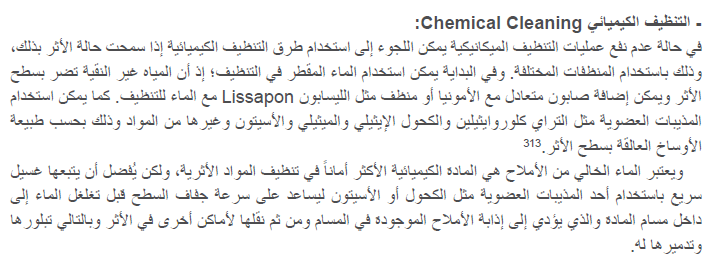 - التنظيف الكيميائي Chemical Cleaning:
في حالة عدم نفع عمليات التنظيف الميكانيكية يمكن اللجوء إلى استخدام طرق التنظيف الكيميائية إذا سمحت حالة الأثر بذلك،
وذلك باستخدام المنظفات المختلفة. وفي البداية يمكن استخدام الماء المقطر في التنظيف؛ إذ أن المياه غير النقية تضر بسطح
الأثر ويمكن إضافة صابون متعادل مع الأمونيا أو منظف مثل الليسابون Lissapon مع الماء للتنظيف. كما يمكن استخدام
المذيبات العضوية مثل التراي كلوروايثيلين والكحول الإيثيلي والميثيلي والأسيتون وغيرها من المواد وذلك بحسب طبيعة
الأوساخ العالقة بسطح الأثر.313
ويعتبر الماء الخالي من الأملاح هي المادة الكيميائية الأكثر أماناً في تنظيف المواد الأثرية، ولكن يُفضل أن يتبعها غسيل
سريع باستخدام أحد المذيبات العضوية مثل الكحول أو الأسيتون ليساعد على سرعة جفاف السطح قبل تغلغل الماء إلى
داخل مسام المادة والذي يؤدي إلى إذابة الأملاح الموجودة في المسام ومن ثم نقلها لأماكن أخرى في الأثر وبالتالي تبلورها
وتدميرها له.